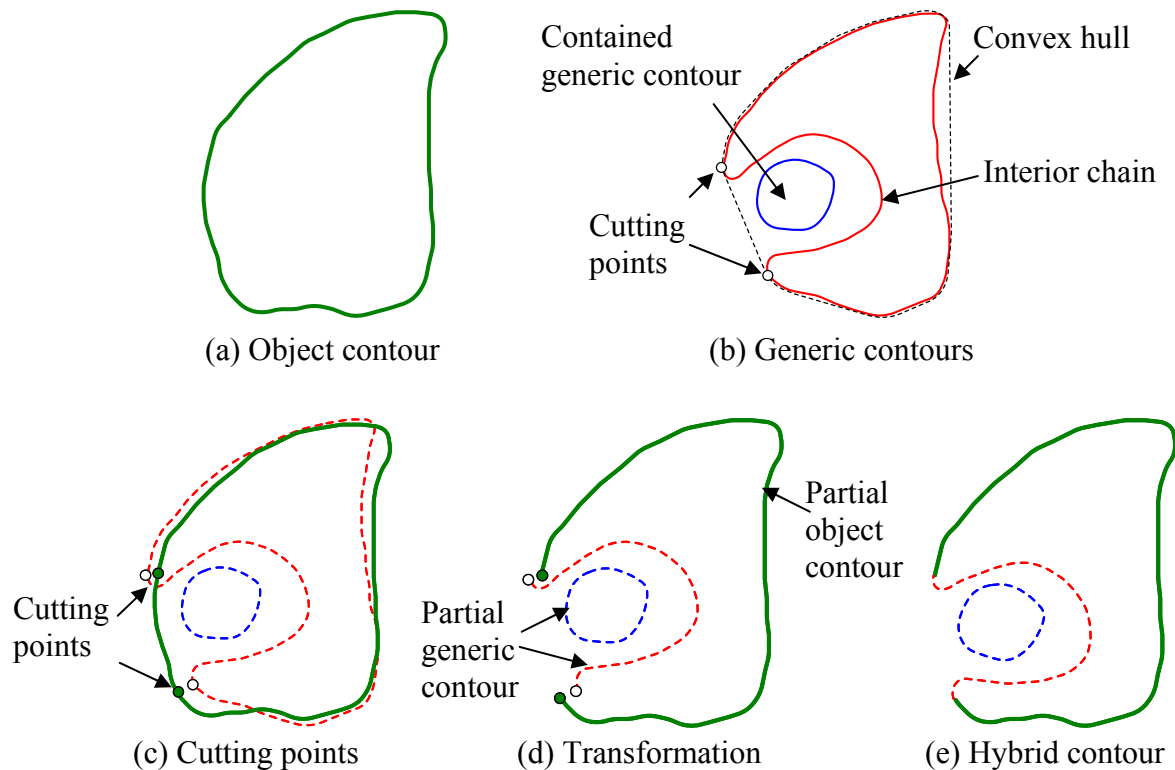 Contained
generic contour
Convex hull
Interior chain
Cutting
points
(a) Object contour
(b) Generic contours
Cutting
points
Partial
generic
contour
Partial
object
contour
(c) Cutting points
(d) Transformation
(e) Hybrid contour